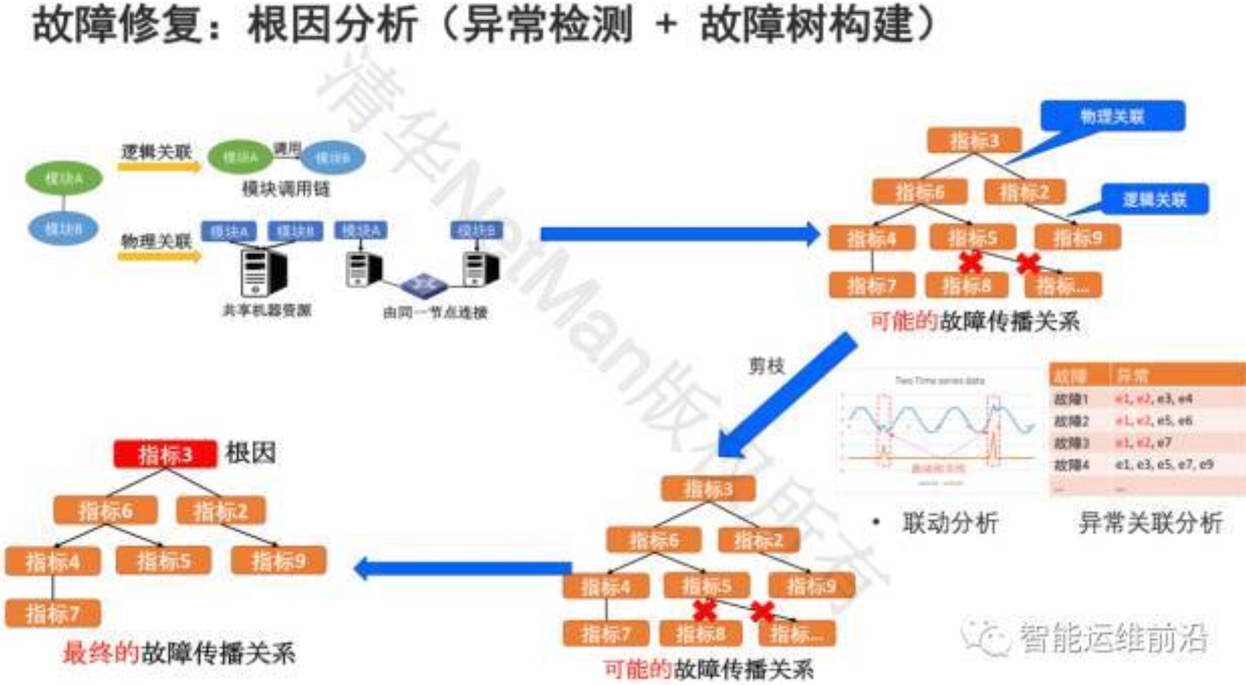 故障修复：根因分析（异常检测 + 故障树构建）
清华NetMan版权所有
模块A
模块B
逻辑关联
模块A
调用
模块B
模块调用链
物理关联
模块A
模块B
模块A
模块B
共享机器资源
由同一节点连接
物理关联
指标3
指标6
指标2
逻辑关联
指标4
指标5
指标9
指标7
指标8
指标...
可能的故障传播关系
剪枝
Two Time series data
联动分析
故障 异常
故障1 e1, e2, e3, e4
故障2 e1, e2, e5, e6
故障3 e1, e2, e7
故障4 e1, e3, e5, e7, e9
... ...
• 联动分析
异常关联分析
指标3
指标6
指标2
指标4
指标5
指标9
指标7
指标8
指标...
可能的故障传播关系
指标3 根因
指标6
指标2
指标4
指标5
指标9
指标7
最终的故障传播关系
智能运维前沿